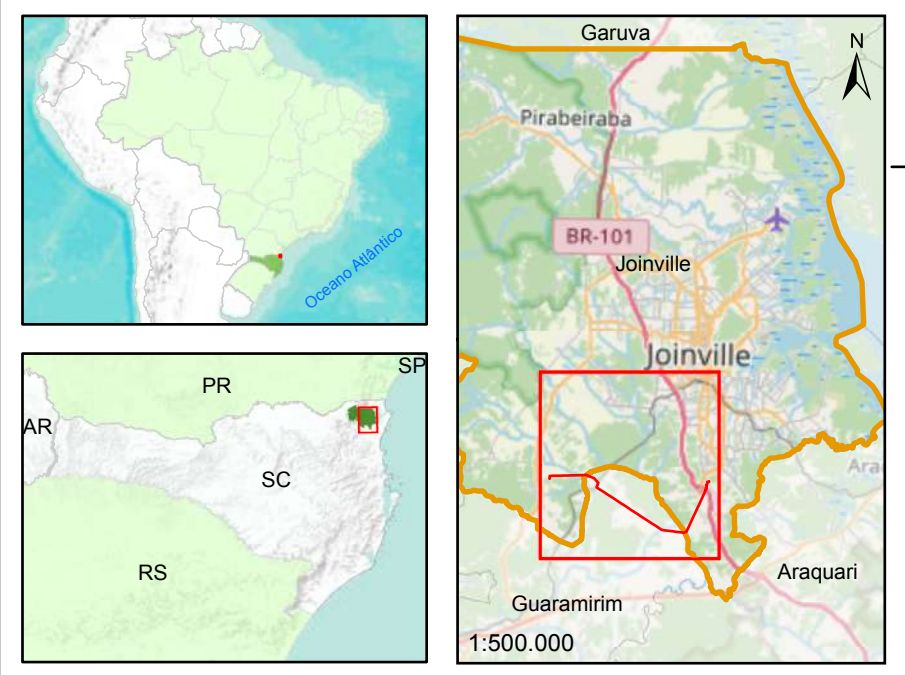 Oceano Atlântico
SP
PR
AR
SC
RS
Garuva
N
Pirabeiraba
BR-101
Joinville
Joinville
Ara
Araquari
Guaramirim
1:500.000